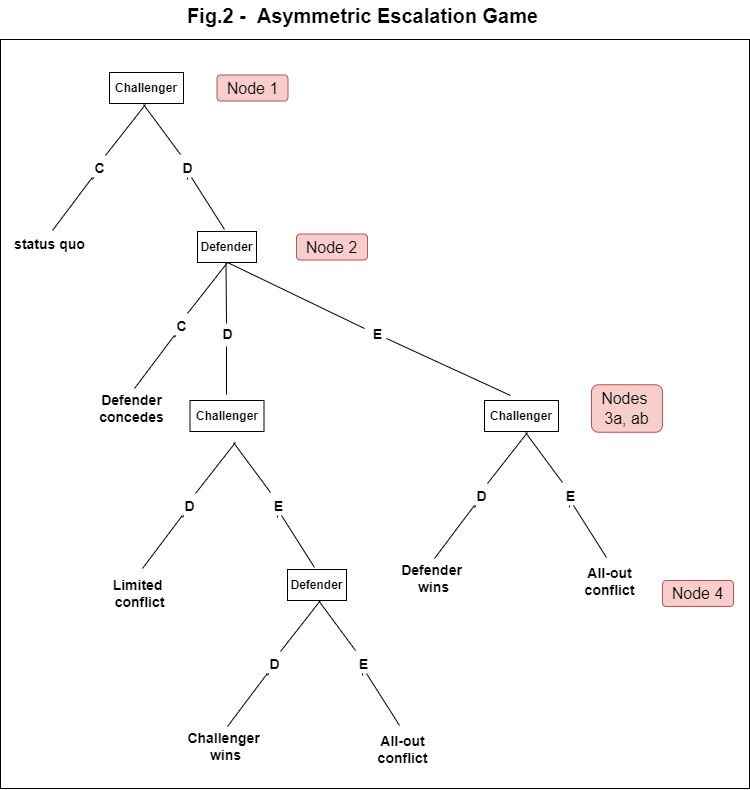 Fig.2 - Asymmetric Escalation Game
Challenger
Node 1
C
D
status quo
Defender
Node 2
C
D
E
Defender
concedes
Challenger
Challenger
Nodes
3a, ab
D
E
D
E
Limited
conflict
Defender
Defender
wins
All-out
conflict
Node 4
D
E
Challenger
wins
All-out
conflict